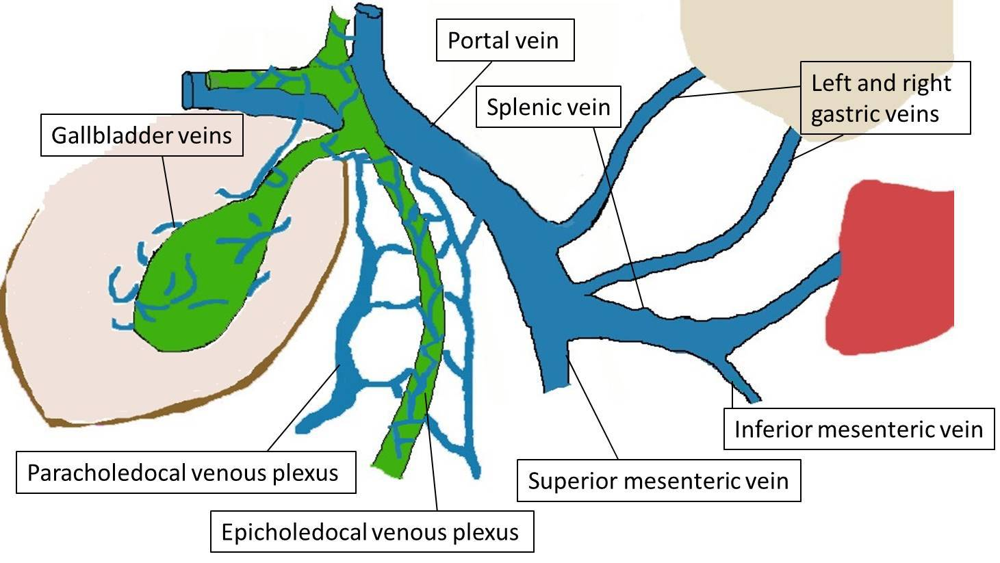 Portal vein
Left and right
gastric veins
Splenic vein
Gallbladder veins
Inferior mesenteric vein
Paracholedocal venous plexus
Superior mesenteric vein
Epicholedocal venous plexus